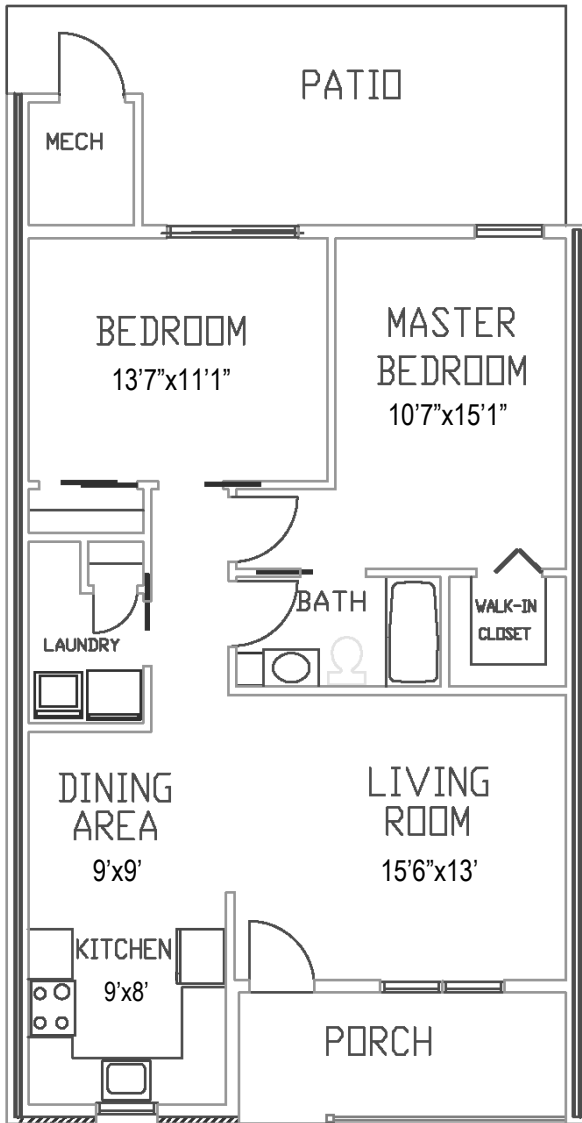 PATIO
MECH
BEDROOM
13’7”x11’1”
MASTER
BEDROOM
10’7”x15’1”
BATH
WALK-IN
CLOSET
LAUNDRY
DINING
AREA
9’x9’
LIVING
ROOM
15’6”x13’
KITCHEN
9’x8’
PORCH